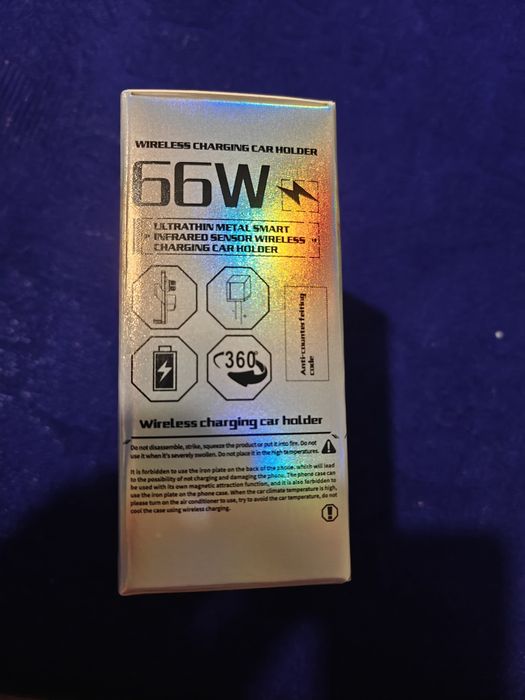 WIRELESS CHARGING CAR HOLDER
66W
ULTRATHIN METAL SMART
INFRARED SENSOR WIRELESS
CHARGING CAR HOLDER
360°
Anti-counterfeiting
code
Wireless charging car holder
Do not disassemble, strike, squeeze the product or put it into fire. Do not
use it when it's severely swollen. Do not place it in the high temperatures.
It is forbidden to use the iron plate on the back of the phone, which will lead
to the possibility of not charging and damaging the phone. The phone case can
be used with its own magnetic attraction function, and it is also forbidden to
use the iron plate on the phone case. When the car climate temperature is high,
please turn on the air conditioner to use, try to avoid the car temperature, do not
cool the case using wireless charging.